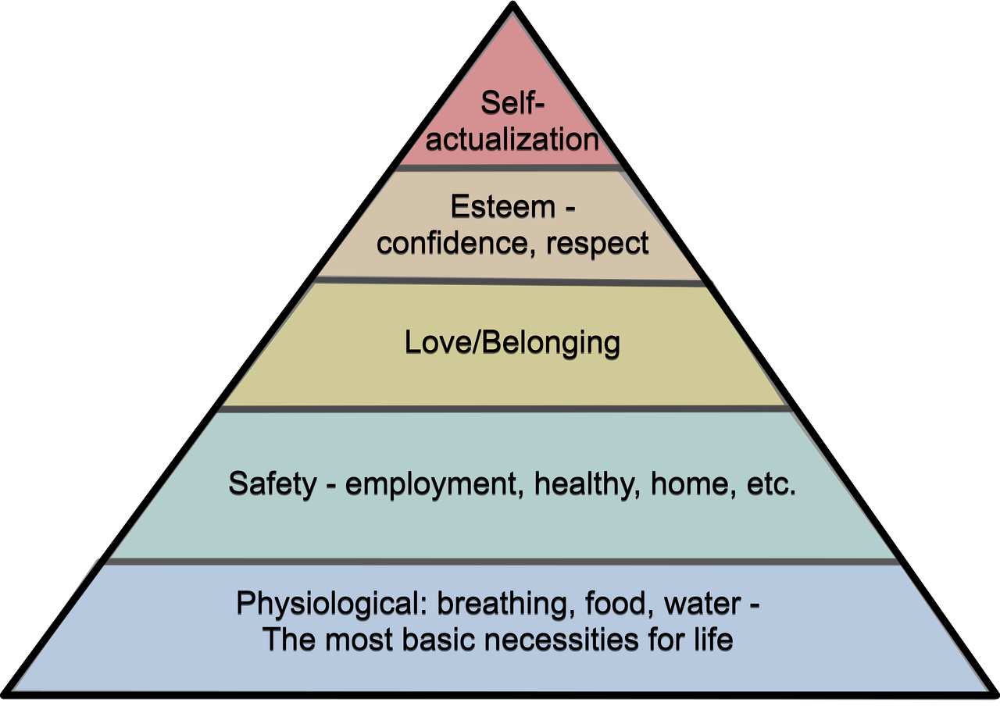 Self-
actualization
Esteem -
confidence, respect
Love/Belonging
Safety - employment, healthy, home, etc.
Physiological: breathing, food, water -
The most basic necessities for life